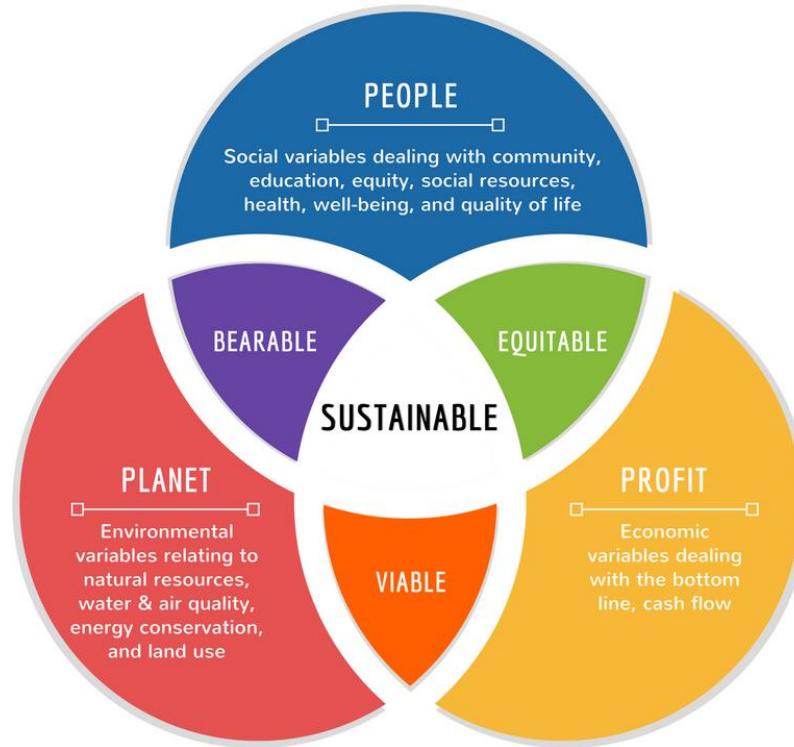 PEOPLE
Social variables dealing with community,
education, equity, social resources,
health, well-being, and quality of life
BEARABLE
EQUITABLE
SUSTAINABLE
PLANET
Environmental
variables relating to
natural resources,
water & air quality,
energy conservation,
and land use
VIABLE
PROFIT
Economic
variables dealing
with the bottom
line, cash flow